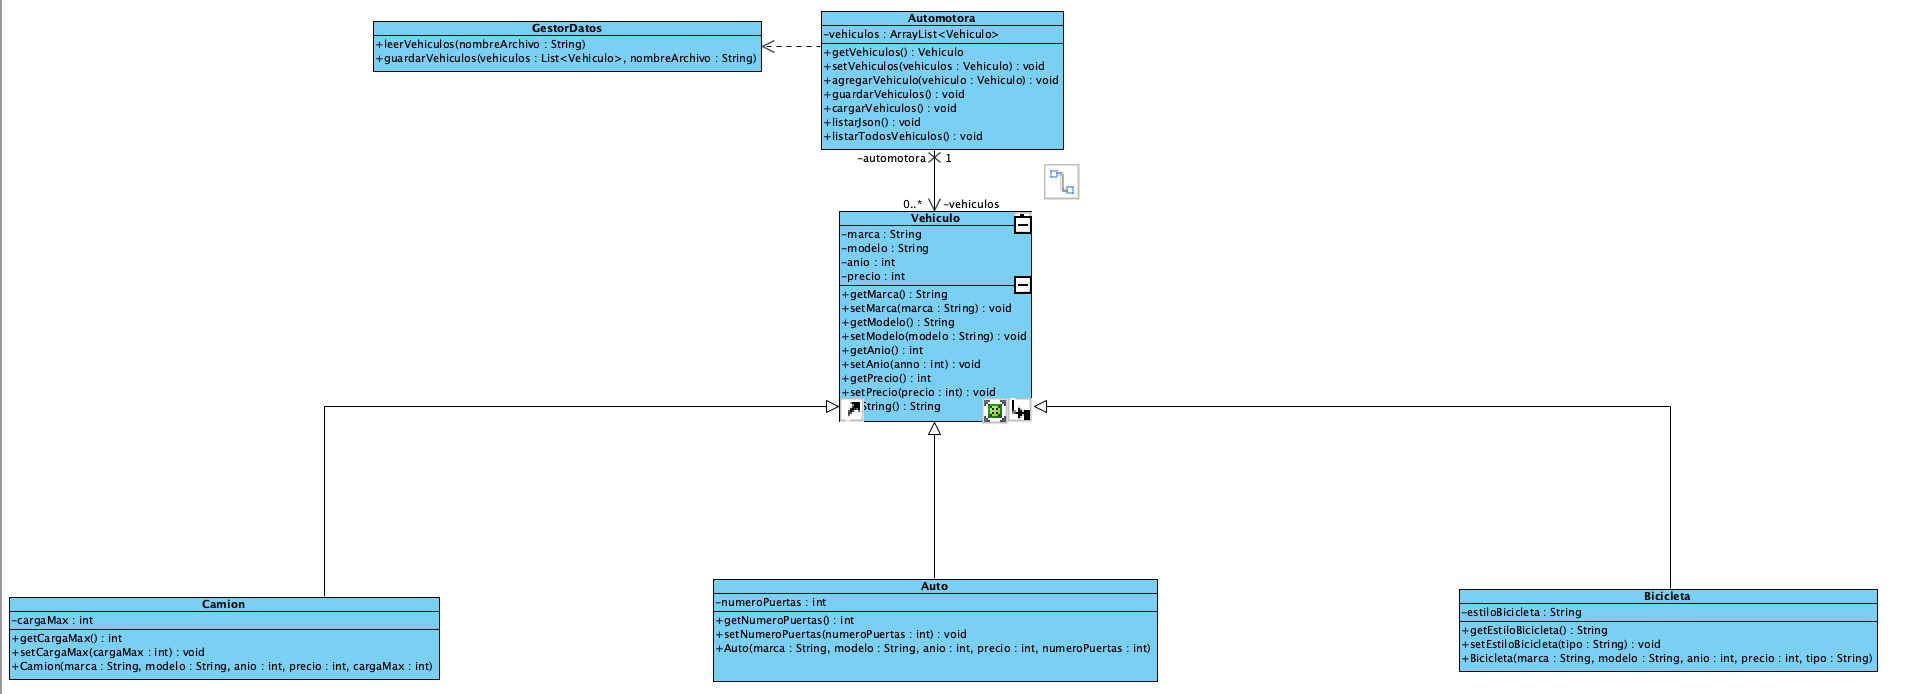 GestorDatos
+leerVehiculos(nombreArchivo : String)
+guardarVehiculos(vehiculos : List<Vehiculo>, nombreArchivo : String)
Automotora
-vehiculos : ArrayList<Vehiculo>
+getVehiculos() : Vehiculo
+setVehiculos(vehiculos : Vehiculo) : void
+agregarVehiculo(vehiculo : Vehiculo) : void
+guardarVehiculos() : void
+cargarVehiculos() : void
+listarJson() : void
+listarTodosVehiculos() : void
-automotora 1
0..* -vehiculos
Vehiculo
-marca : String
-modelo : String
-anio : int
-precio : int
+getMarca() : String
+setMarca(marca : String) : void
+getModelo() : String
+setModelo(modelo : String) : void
+getAnio() : int
+setAnio(anno : int) : void
+getPrecio() : int
+setPrecio(precio : int) : void
String() : String
Camion
-cargaMax : int
+getCargaMax() : int
+setCargaMax(cargaMax : int) : void
+Camion(marca : String, modelo : String, anio : int, precio : int, cargaMax : int)
Auto
-numeroPuertas : int
+getNumeroPuertas() : int
+setNumeroPuertas(numeroPuertas : int) : void
+Auto(marca : String, modelo : String, anio : int, precio : int, numeroPuertas : int)
Bicicleta
-estiloBicicleta : String
+getEstiloBicicleta() : String
+setEstiloBicicleta(tipo : String) : void
+Bicicleta(marca : String, modelo : String, anio : int, precio : int, tipo : String)